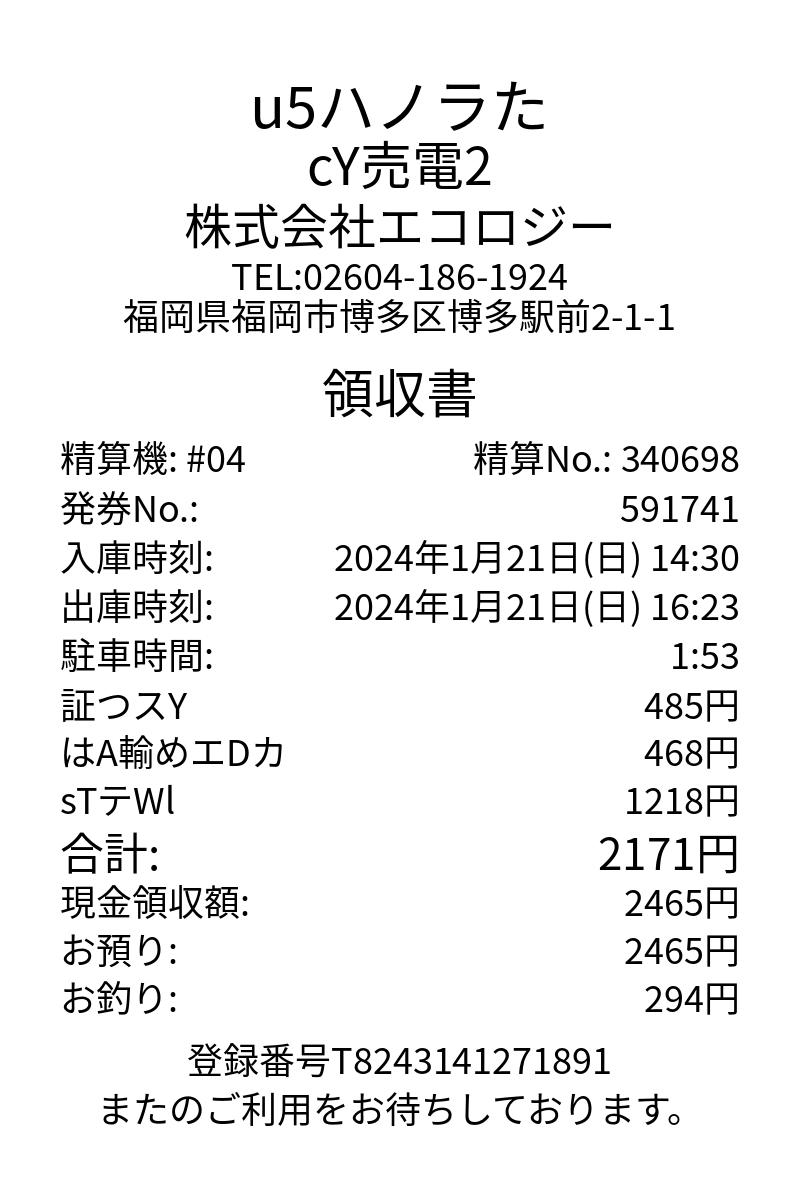 u5ハノラた
cY売電2
株式会社エコロジー
TEL:02604-186-1924
福岡県福岡市博多区博多駅前2-1-1
領収書
精算機: #04 精算No.: 340698
発券No.: 591741
入庫時刻: 2024年1月21日(日) 14:30
出庫時刻: 2024年1月21日(日) 16:23
駐車時間: 1:53
証つスY 485円
はA輸めエDカ 468円
sTテWl 1218円
合計: 2171円
現金領収額: 2465円
お預り: 2465円
お釣り: 294円
登録番号T8243141271891
またのご利用をお待ちしております。